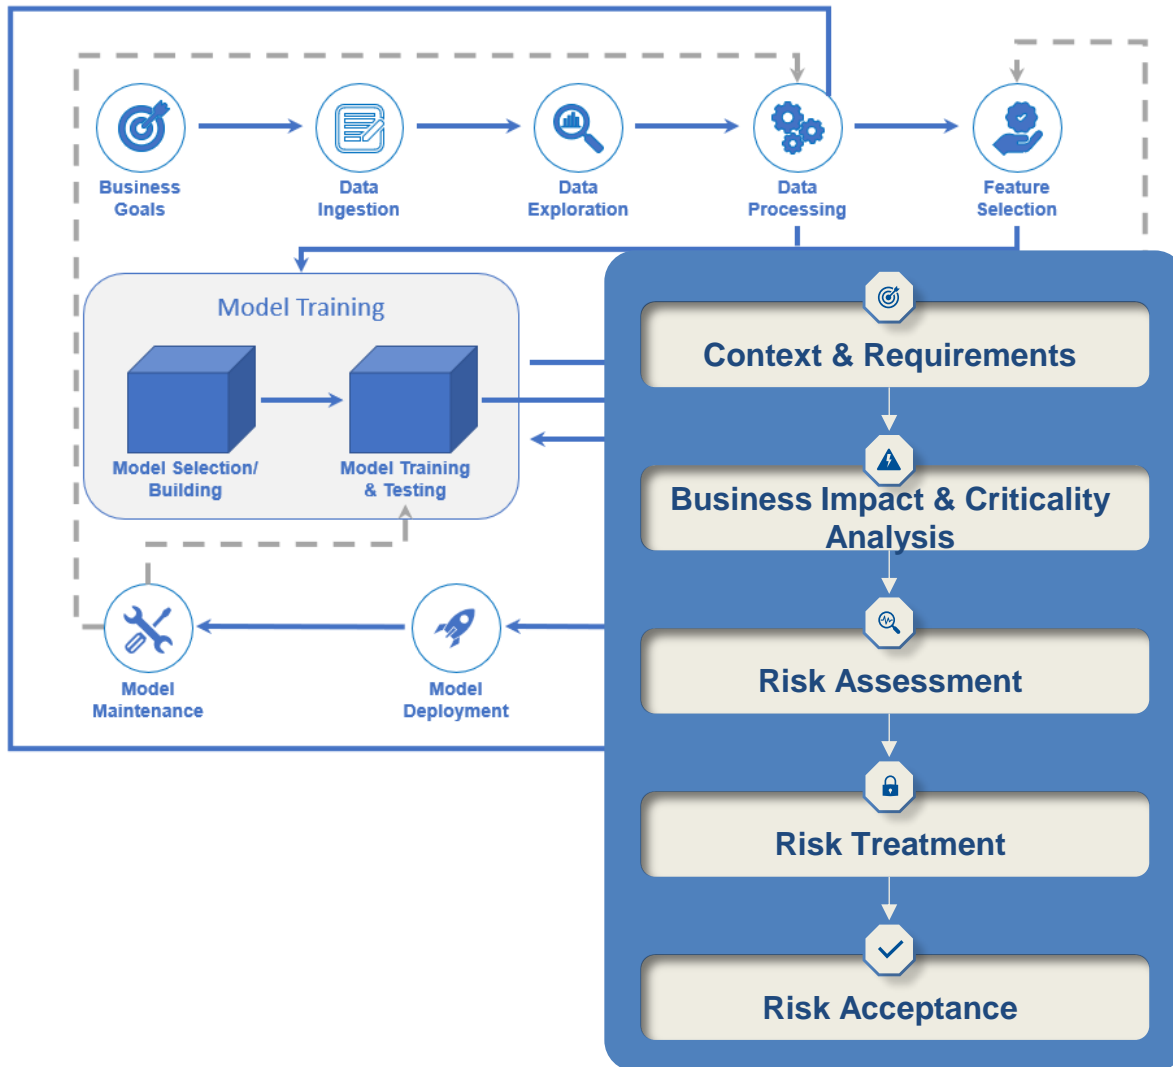 Business
Goals
Data
Ingestion
Data
Exploration
Data
Processing
Feature
Selection
Model Training
Model Selection/
Building
Model Training
& Testing
Model
Maintenance
Model
Deployment
Context & Requirements
Business Impact & Criticality
Analysis
Risk Assessment
Risk Treatment
Risk Acceptance